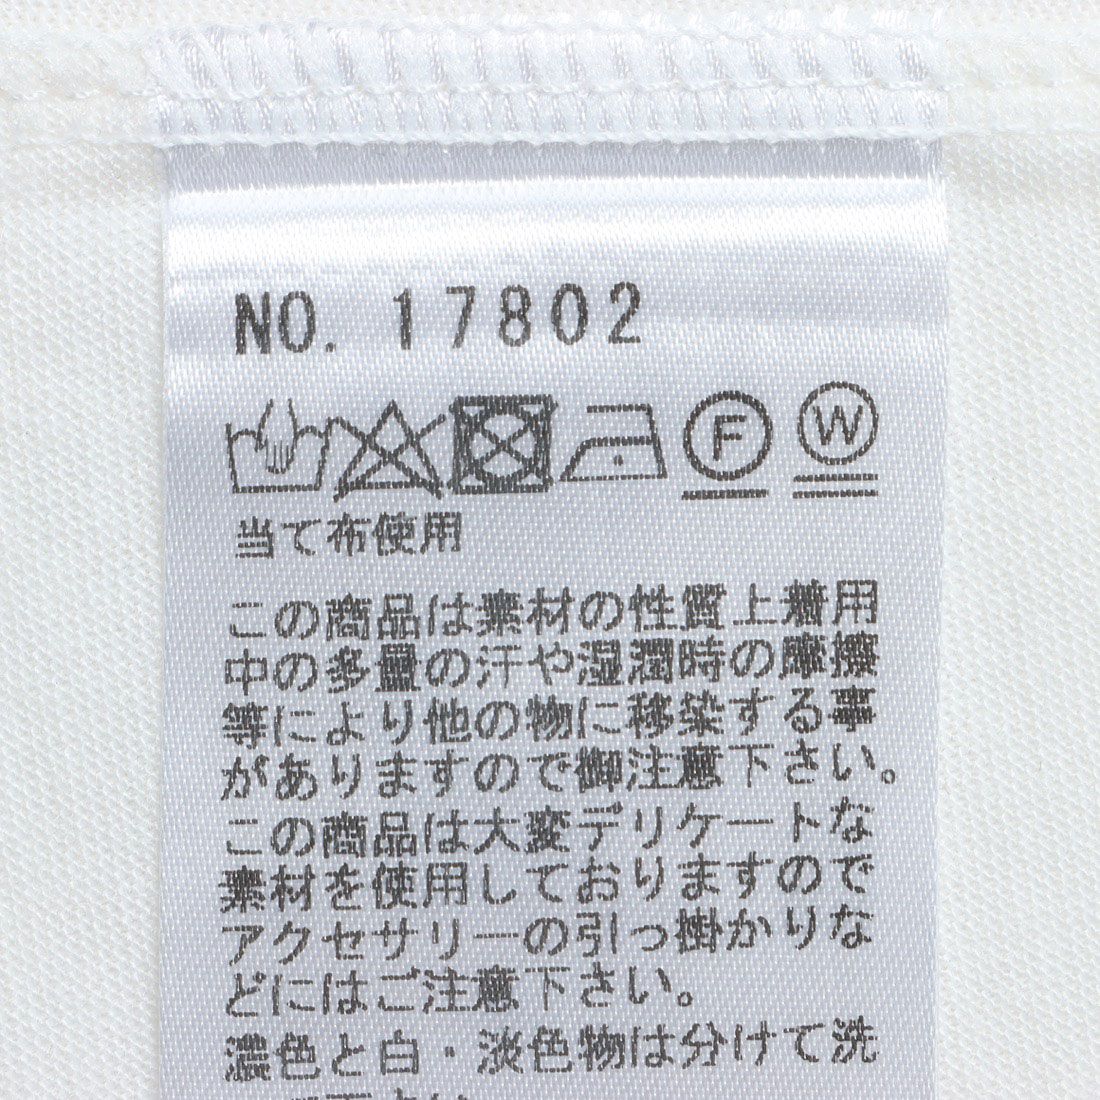 NO. 17802
F W
当て布使用
この商品は素材の性質上着用
中の多量の汗や湿潤時の摩擦
等により他の物に移染する事
がありますので御注意下さい。
この商品は大変デリケートな
素材を使用しておりますので
アクセサリーの引っ掛かりな
どにはご注意下さい。
濃色と白・淡色物は分けて洗